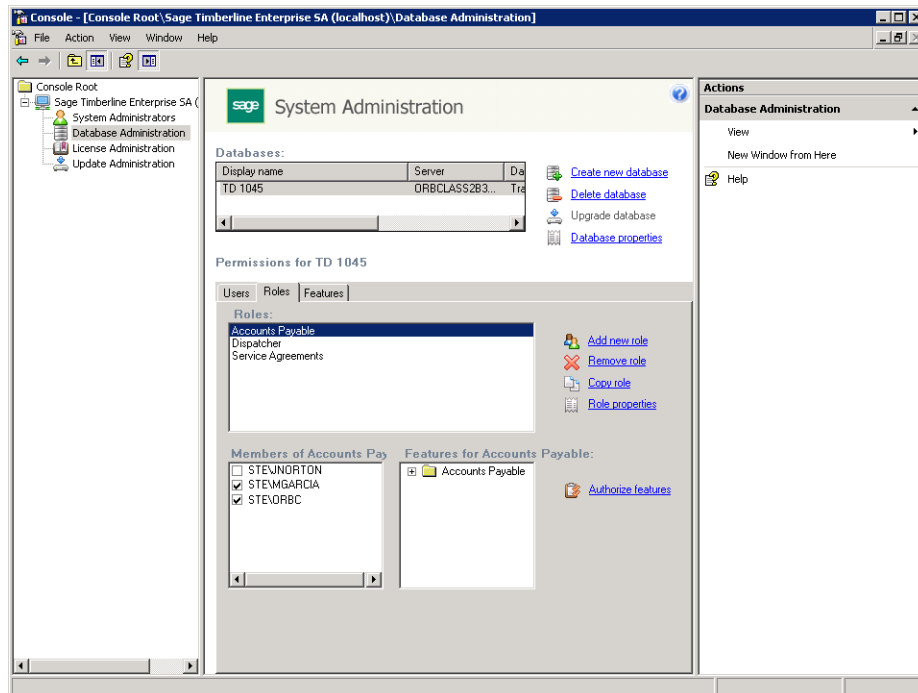 Console - [Console Root\Sage Timberline Enterprise SA (localhost)\Database Administration]
File Action View Window Help
Console Root
Sage Timberline Enterprise SA (
System Administrators
Database Administration
License Administration
Update Administration
sage System Administration
Databases:
Display name Server Da
TD 1045 ORBCLASS2B3... Tra
Create new database
Delete database
Upgrade database
Database properties
Permissions for TD 1045
Users Roles Features
Roles:
Accounts Payable
Dispatcher
Service Agreements
Add new role
Remove role
Copy role
Role properties
Members of Accounts Pay Features for Accounts Payable:
STE\JNORTON
STE\MGARCIA
STE\ORBC
Accounts Payable
Authorize features
Actions
Database Administration
View
New Window from Here
Help